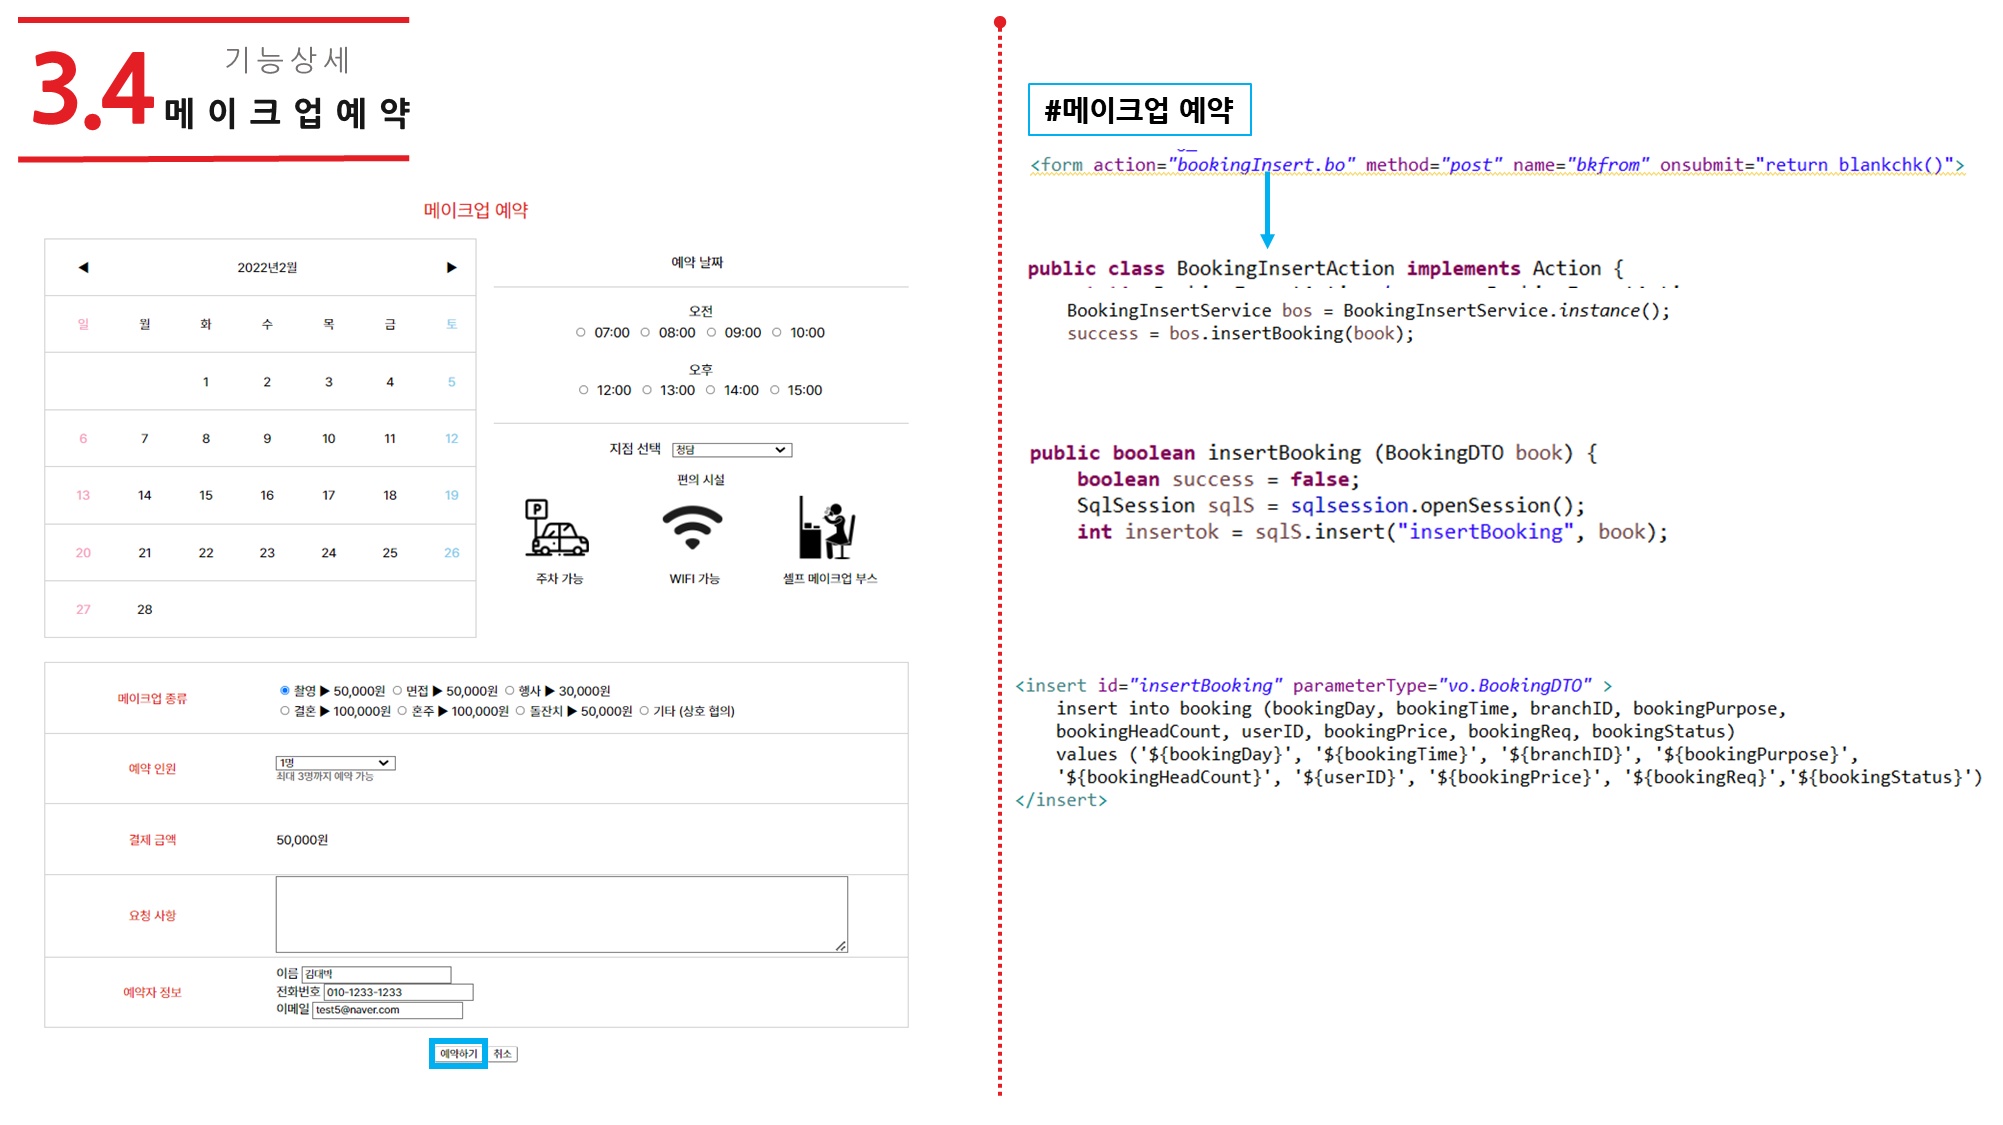 3.4
기능상세
메이크업예약
메이크업 예약
◀ 2022년2월 ▶
일 월 화 수 목 금 토
1 2 3 4 5
6 7 8 9 10 11 12
13 14 15 16 17 18 19
20 21 22 23 24 25 26
27 28
예약 날짜
오전
07:00 08:00 09:00 10:00
오후
12:00 13:00 14:00 15:00
지점 선택 청담
편의 시설
P
주차 가능 WIFI 가능 셀프 메이크업 부스
메이크업 종류
촬영 ▶ 50,000원 면접 ▶ 50,000원 행사 ▶ 30,000원
결혼 ▶ 100,000원 혼주 ▶ 100,000원 돌잔치 ▶ 50,000원 기타 (상호 협의)
예약 인원
1명
최대 3명까지 예약 가능
결제 금액 50,000원
요청 사항
예약자 정보
이름 김대박
전화번호 010-1233-1233
이메일 test5@naver.com
예약하기 취소
#메이크업 예약
<form action="bookingInsert.bo" method="post" name="bkfrom" onsubmit="return blankchk()">
public class BookingInsertAction implements Action {
BookingInsertService bos = BookingInsertService.instance();
success = bos.insertBooking(book);
public boolean insertBooking (BookingDTO book) {
boolean success = false;
SqlSession sqlS = sqlsession.openSession();
int insertok = sqlS.insert("insertBooking", book);
<insert id="insertBooking" parameterType="vo.BookingDTO" >
insert into booking (bookingDay, bookingTime, branchID, bookingPurpose,
bookingHeadCount, userID, bookingPrice, bookingReq, bookingStatus)
values ('${bookingDay}', '${bookingTime}', '${branchID}', '${bookingPurpose}',
'${bookingHeadCount}', '${userID}', '${bookingPrice}', '${bookingReq}','${bookingStatus}')
</insert>